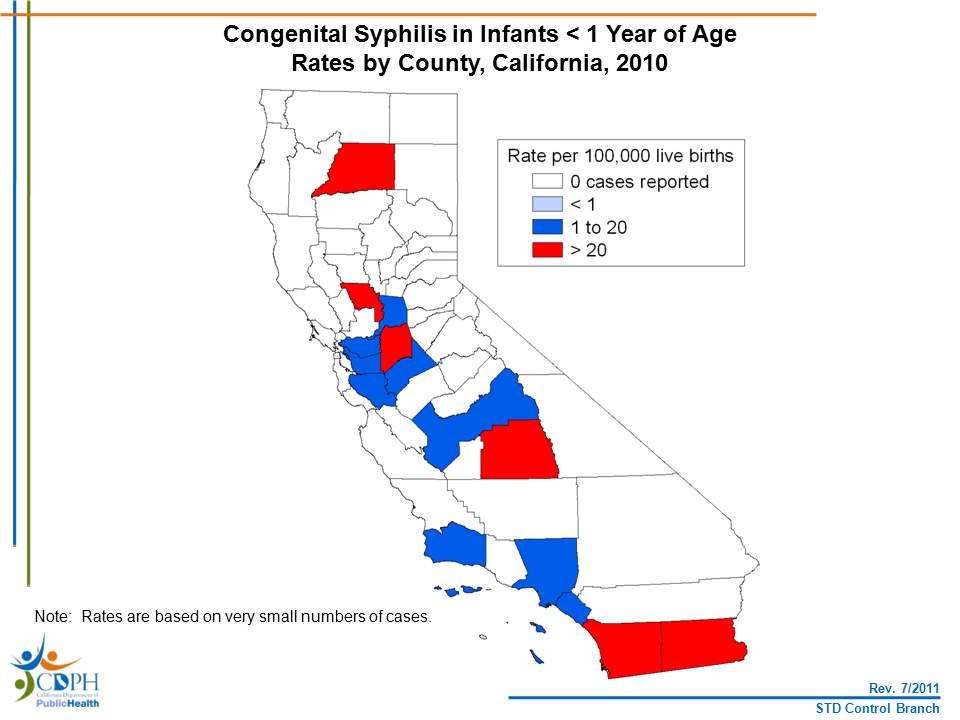 Congenital Syphilis in Infants < 1 Year of Age
Rates by County, California, 2010
Rate per 100,000 live births
0 cases reported
< 1
1 to 20
> 20
Note: Rates are based on very small numbers of cases.
CDPH
California Department of
PublicHealth
Rev. 7/2011
STD Control Branch